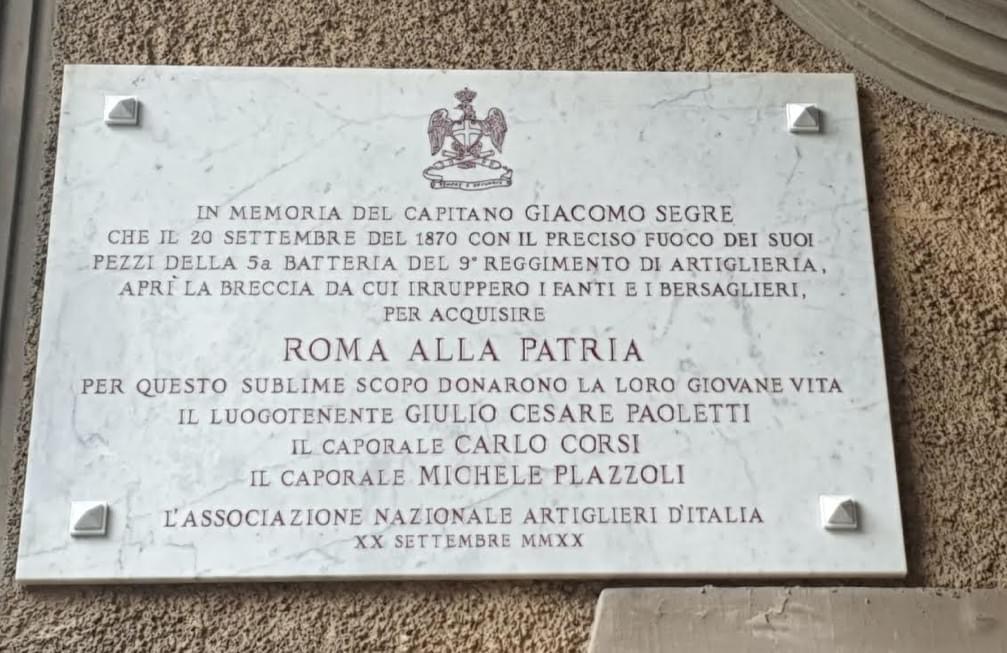 IN MEMORIA DEL CAPITANO GIACOMO SEGRE
CHE IL 20 SETTEMBRE DEL 1870 CON IL PRECISO FUOCO DEI SUOI
PEZZI DELLA 5a BATTERIA DEL 9° REGGIMENTO DI ARTIGLIERIA,
APRÌ LA BRECCIA DA CUI IRRUPPERO I FANTI E I BERSAGLIERI,
PER ACQUISIRE
ROMA ALLA PATRIA
PER QUESTO SUBLIME SCOPO DONARONO LA LORO GIOVANE VITA
IL LUOGOTENENTE GIULIO CESARE PAOLETTI
IL CAPORALE CARLO CORSI
IL CAPORALE MICHELE PLAZZOLI
L'ASSOCIAZIONE NAZIONALE ARTIGLIERI D'ITALIA
XX SETTEMBRE MMXX